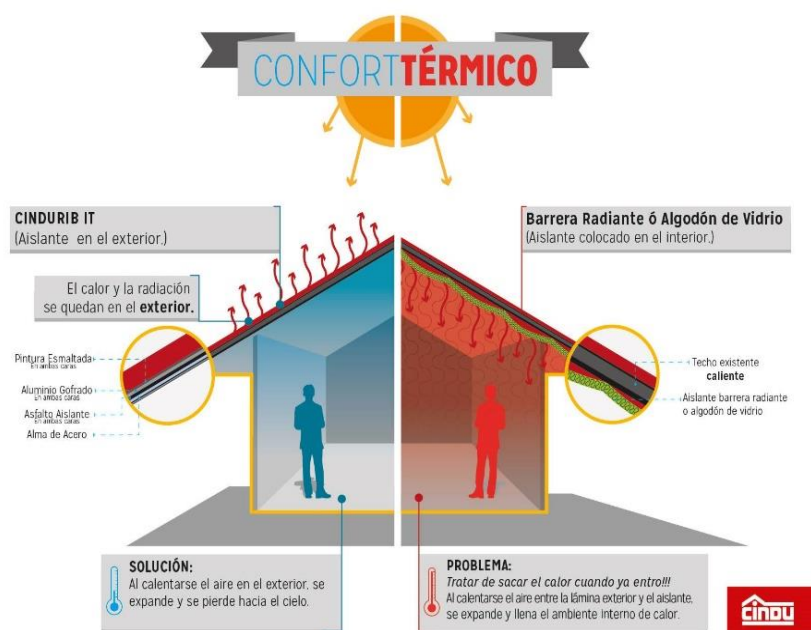 CONFORTTÉRMICO
CINDURIB IT
(Aislante en el exterior.)
El calor y la radiación
se quedan en el exterior.
Pintura Esmaltada
En ambas caras
Aluminio Gofrado
En ambas caras
Asfalto Aislante
En ambas caras
Alma de Acero
Barrera Radiante ó Algodón de Vidrio
(Aislante colocado en el interior.)
Techo existente
caliente
Aislante barrera radiante
o algodón de vidrio
SOLUCIÓN:
Al calentarse el aire en el exterior, se
expande y se pierde hacia el cielo.
PROBLEMA:
Tratar de sacar el calor cuando ya entro!!!
Al calentarse el aire entre la lámina exterior y el aislante,
se expande y llena el ambiente interno de calor.
CINDU